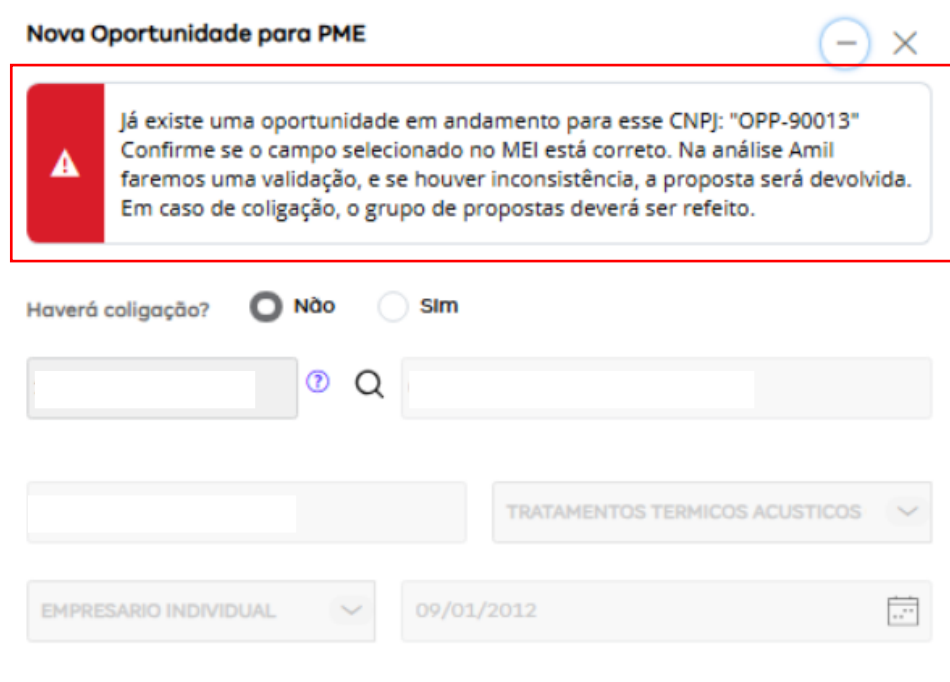 Nova Oportunidade para PME
Já existe uma oportunidade em andamento para esse CNPJ: "OPP-90013"
Confirme se o campo selecionado no MEI está correto. Na análise Amil
faremos uma validação, e se houver inconsistência, a proposta será devolvida.
Em caso de coligação, o grupo de propostas deverá ser refeito.
Haverá coligação? Não Sim
?
TRATAMENTOS TERMICOS ACUSTICOS
EMPRESARIO INDIVIDUAL 09/01/2012